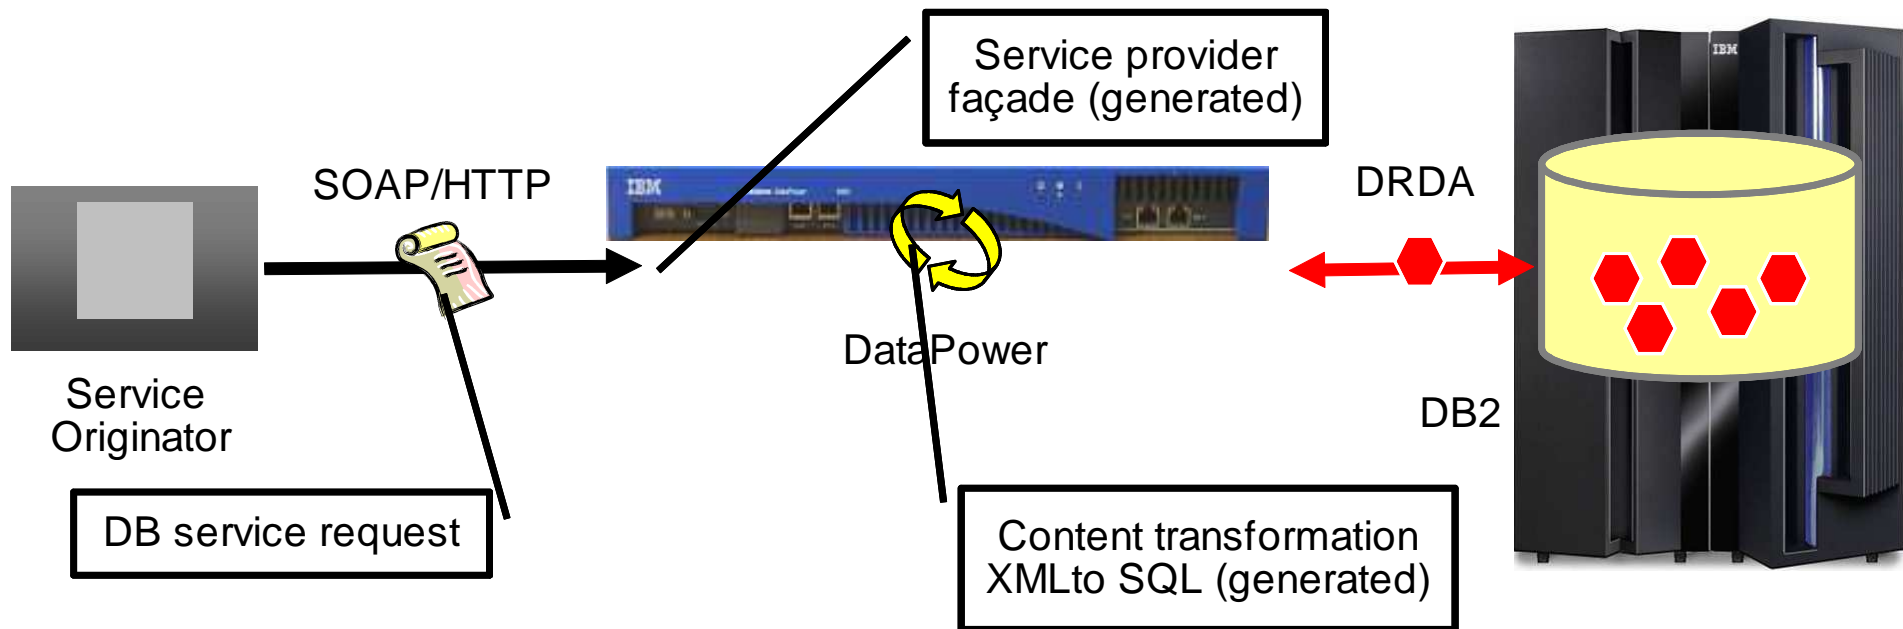 Service provider
façade (generated)
IBM
SOAP/HTTP
IBM
DRDA
DataPower
Service
Originator
DB2
DB service request
Content transformation
XMLto SQL (generated)